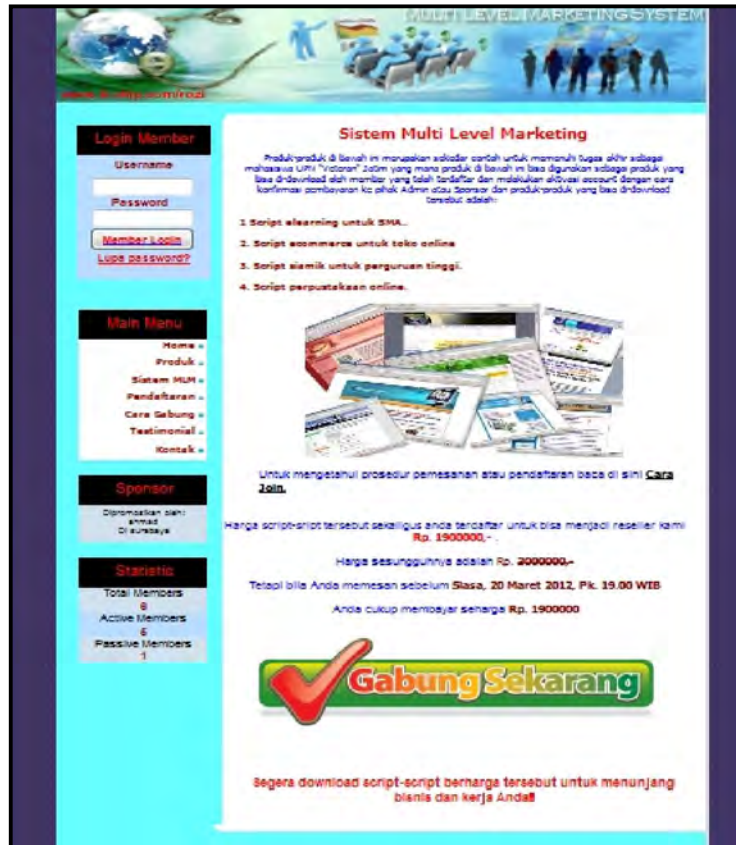 MULTI LEVEL MARKETING SYSTEM
Login Member
Username
Password
Member Login
Lupa password?
Main Menu
Home
Produk
Sistem MLM
Pendaftaran
Cara Gabung
Testimonial
Kontak
Sponsor
Dipromosikan oleh:
ahmad
Di surabaya
Statistic
Total Members
6
Active Members
5
Passive Members
1
Sistem Multi Level Marketing
Produk-produk di bawah ini merupakan sekedar contoh untuk memenuhi tugas akhir sebagai
mahasiswa UPN "Veteran" Jatim yang mana produk di bawah ini bisa digunakan sebagai produk yang
bisa didownload oleh member yang telah terdaftar dan melakukan aktivasi account dengan cara
konfirmasi pembayaran ke pihak Admin atau Sponsor dan produk-produk yang bisa didownload
tersebut adalah:
1 Script elearning untuk SMA.
2. Script ecommerce untuk toko online
3. Script siamik untuk perguruan tinggi.
4. Script perpustakaan online.
Untuk mengetahui prosedur pemesanan atau pendaftaran baca di sini Cara
Join.
Harga script-sript tersebut sekaligus anda terdaftar untuk bisa menjadi reseller kami
Rp. 1900000,- .
Harga sesungguhnya adalah Rp. 2000000,-
Tetapi bila Anda memesan sebelum Slasa, 20 Maret 2012, Pk. 19.00 WIB
Anda cukup membayar seharga Rp. 1900000
Gabung Sekarang
Segera download script-script berharga tersebut untuk menunjang
bisnis dan kerja Anda!!